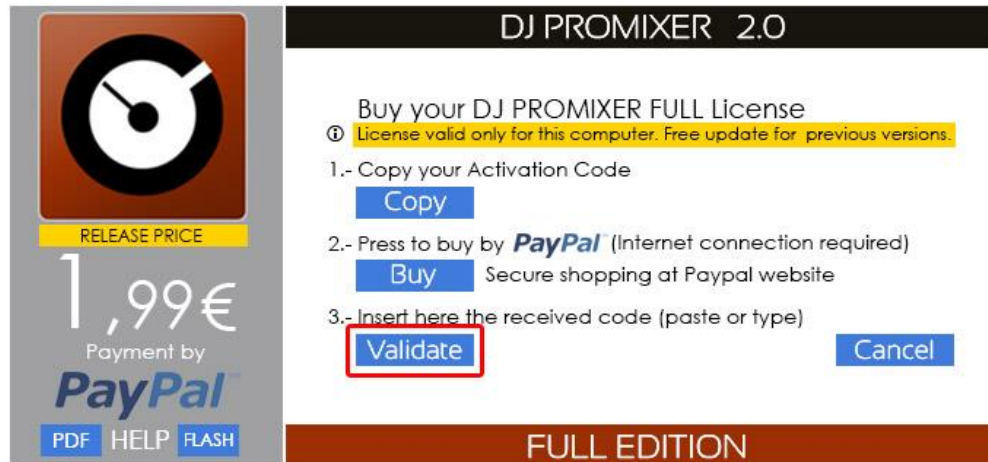 DJ PROMIXER 2.0
Buy your DJ PROMIXER FULL License
License valid only for this computer. Free update for previous versions.
1.- Copy your Activation Code
Copy
2.- Press to buy by PayPal (Internet connection required)
Buy Secure shopping at Paypal website
3.- Insert here the received code (paste or type)
Validate Cancel
FULL EDITION
RELEASE PRICE
1,99€
Payment by
PayPal
PDF HELP FLASH